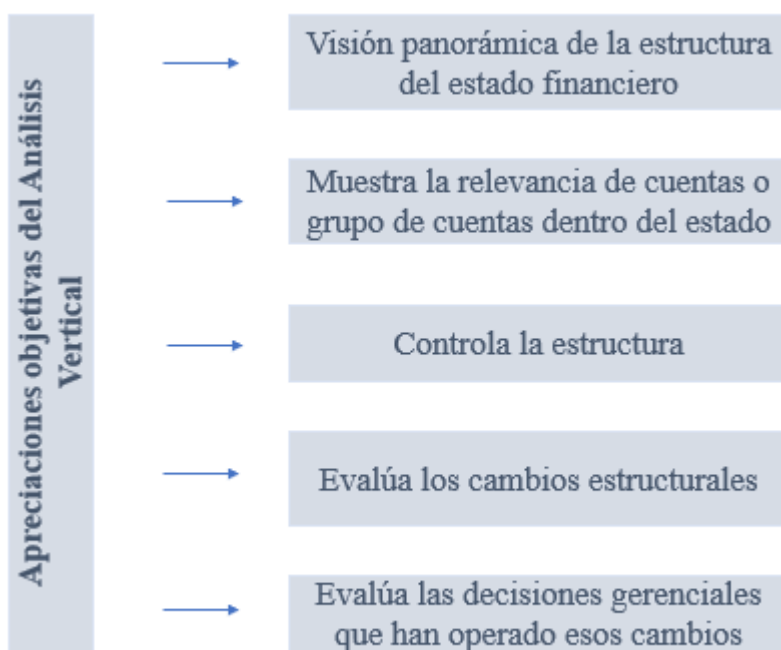 Apreciaciones objetivas del Análisis
Vertical
Visión panorámica de la estructura
del estado financiero
Muestra la relevancia de cuentas o
grupo de cuentas dentro del estado
Controla la estructura
Evalúa los cambios estructurales
Evalúa las decisiones gerenciales
que han operado esos cambios